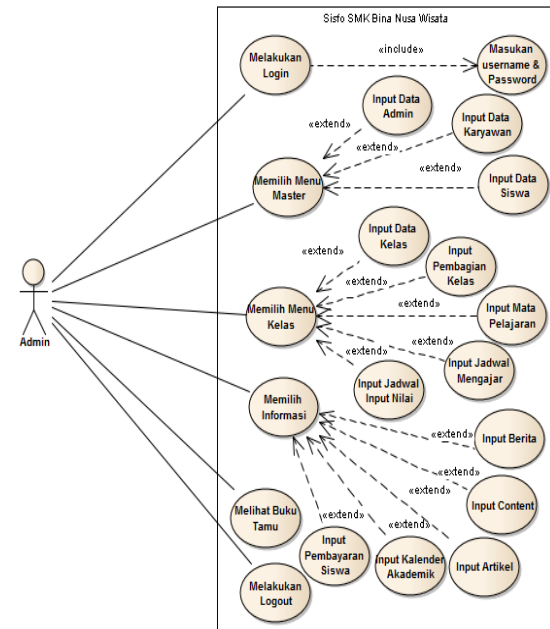 Sisfo SMK Bina Nusa Wisata
Melakukan
Login
«include»
Masukan
username &
Password
Input Data
Admin
«extend»
Input Data
Karyawan
«extend»
Memilih Menu
Master
«extend»
Input Data
Siswa
Input Data
Kelas
«extend»
Input
Pembagian
Kelas
«extend»
Admin
Memilih Menu
Kelas
«extend»
Input Mata
Pelajaran
«extend»
Input Jadwal
Mengajar
«extend»
Input Jadwal
Input Nilai
Memilih
Informasi
«extend»
Input Berita
«extend»
Input Content
Melihat Buku
Tamu
«extend»
«extend»
«extend»
Input
Pembayaran
Siswa
Input Kalender
Akademik
Input Artikel
Melakukan
Logout